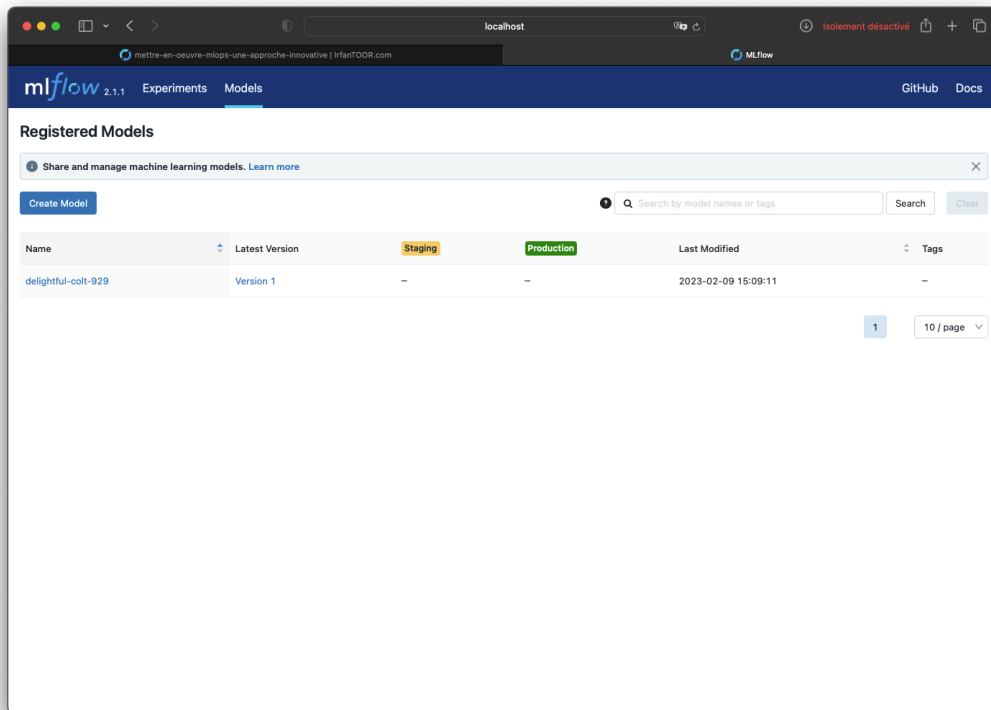 localhost
Isolement désactivé
mettre-en-oeuvre-mlops-une-approche-innovative | IrfanTOOR.com
MLflow
mlflow 2.1.1 Experiments Models GitHub Docs
Registered Models
Share and manage machine learning models. Learn more
Create Model
Search by model names or tags Search Clear
Name Latest Version Staging Production Last Modified Tags
delightful-colt-929 Version 1 – – 2023-02-09 15:09:11 –
1 10 / page